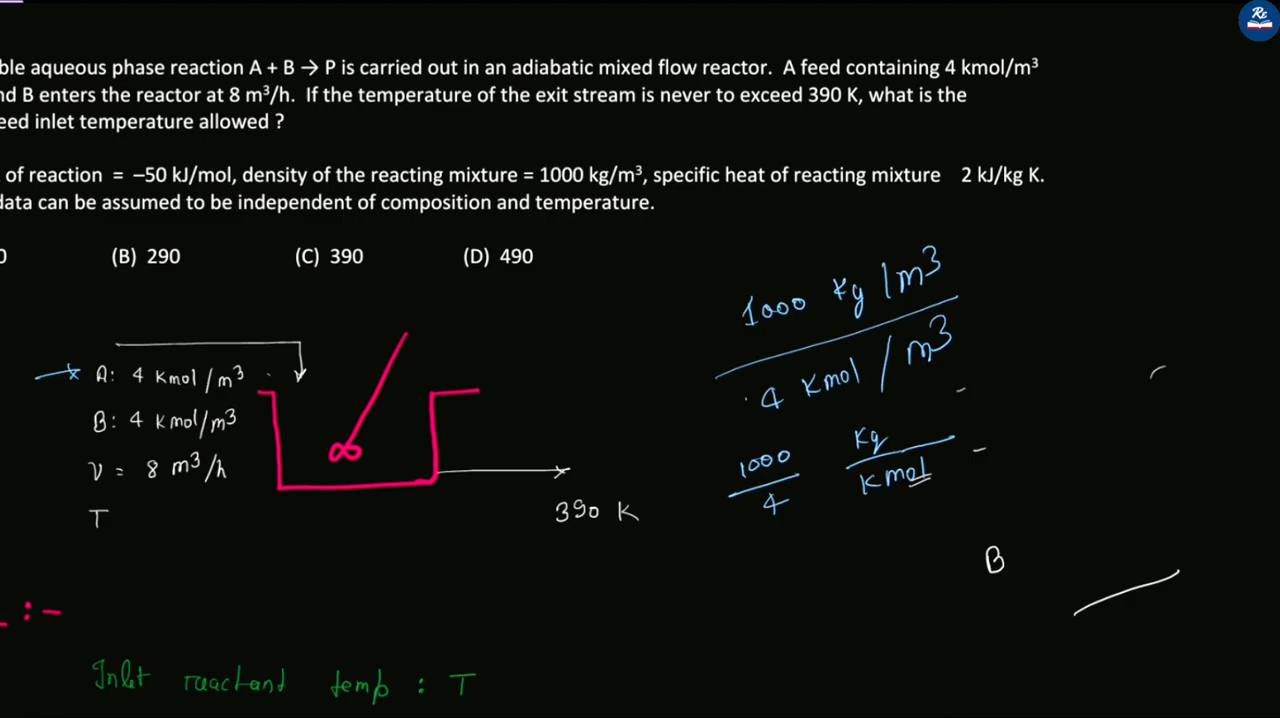 Re
ble aqueous phase reaction A + B → P is carried out in an adiabatic mixed flow reactor. A feed containing 4 kmol/m³
nd B enters the reactor at 8 m³/h. If the temperature of the exit stream is never to exceed 390 K, what is the
eed inlet temperature allowed ?
of reaction = –50 kJ/mol, density of the reacting mixture = 1000 kg/m³, specific heat of reacting mixture 2 kJ/kg K.
data can be assumed to be independent of composition and temperature.
0 (B) 290 (C) 390 (D) 490
1000 Kg / m³
4 Kmol / m³
A: 4 Kmol/m³
B: 4 Kmol/m³
ν = 8 m³/h
T
390 K
1000 Kg
4 Kmol
B
:-
Inlet reactant temp : T